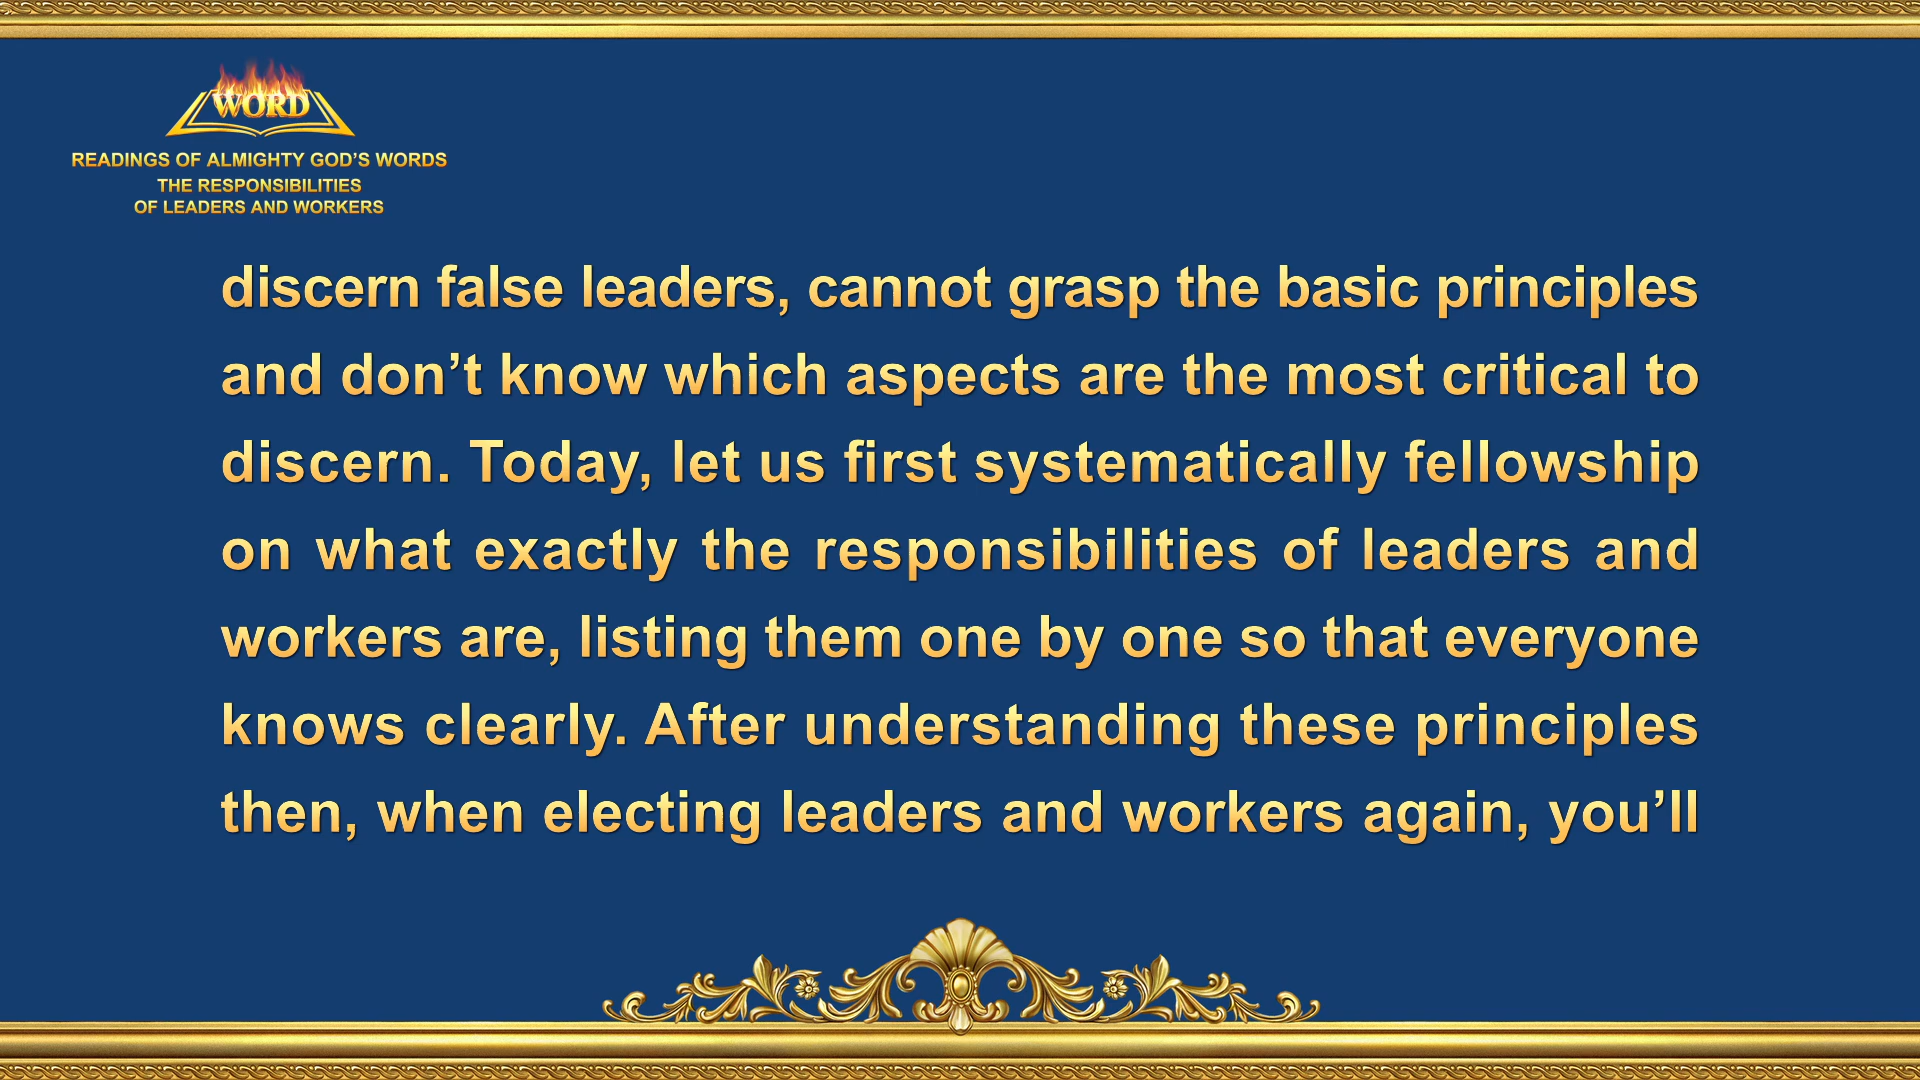 WORD
READINGS OF ALMIGHTY GOD’S WORDS
THE RESPONSIBILITIES
OF LEADERS AND WORKERS
discern false leaders, cannot grasp the basic principles
and don’t know which aspects are the most critical to
discern. Today, let us first systematically fellowship
on what exactly the responsibilities of leaders and
workers are, listing them one by one so that everyone
knows clearly. After understanding these principles
then, when electing leaders and workers again, you’ll